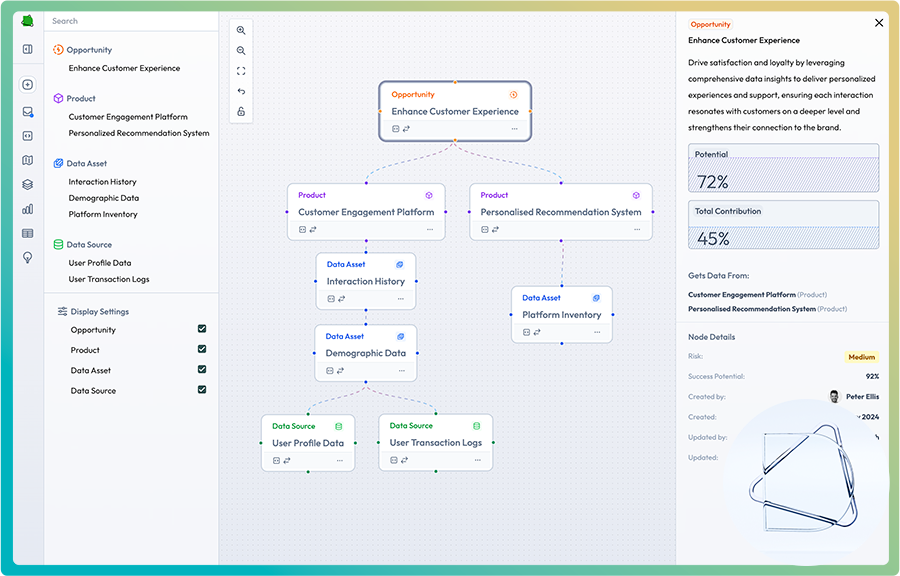 Search
Opportunity
Enhance Customer Experience
Product
Customer Engagement Platform
Personalized Recommendation System
Data Asset
Interaction History
Demographic Data
Platform Inventory
Data Source
User Profile Data
User Transaction Logs
Display Settings
Opportunity
Product
Data Asset
Data Source
Opportunity
Enhance Customer Experience
Product
Customer Engagement Platform
Product
Personalised Recommendation System
Data Asset
Interaction History
Data Asset
Platform Inventory
Data Asset
Demographic Data
Data Source
User Profile Data
Data Source
User Transaction Logs
Opportunity
Enhance Customer Experience
Drive satisfaction and loyalty by leveraging
comprehensive data insights to deliver personalized
experiences and support, ensuring each interaction
resonates with customers on a deeper level and
strengthens their connection to the brand.
Potential
72%
Total Contribution
45%
Gets Data From:
Customer Engagement Platform (Product)
Personalised Recommendation System (Product)
Node Details
Risk: Medium
Success Potential: 92%
Created by: Peter Ellis
Created: 2024
Updated by:
Updated: